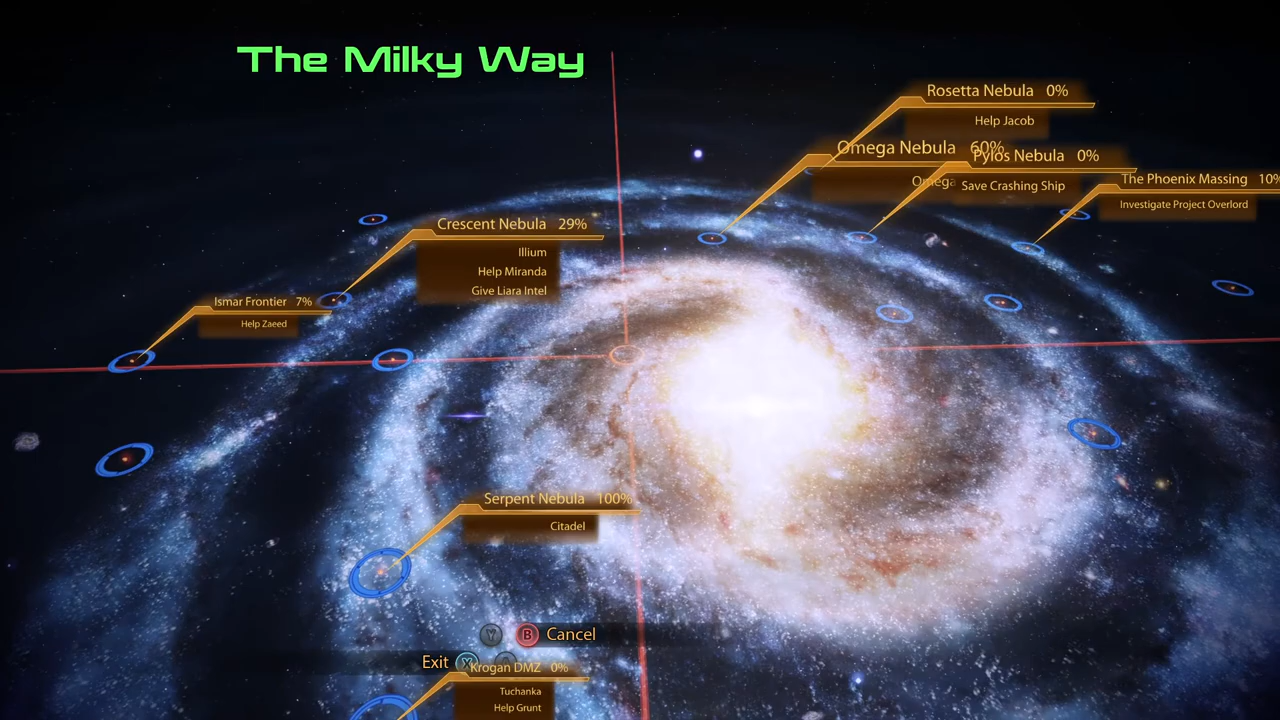 The Milky Way
Rosetta Nebula 0%
Help Jacob
Omega Nebula 60%
Omega
Pylos Nebula 0%
Save Crashing Ship
The Phoenix Massing 10%
Investigate Project Overlord
Crescent Nebula 29%
Illium
Help Miranda
Give Liara Intel
Ismar Frontier 7%
Help Zaeed
Serpent Nebula 100%
Citadel
Y B Cancel
Exit X
Krogan DMZ 0%
Tuchanka
Help Grunt